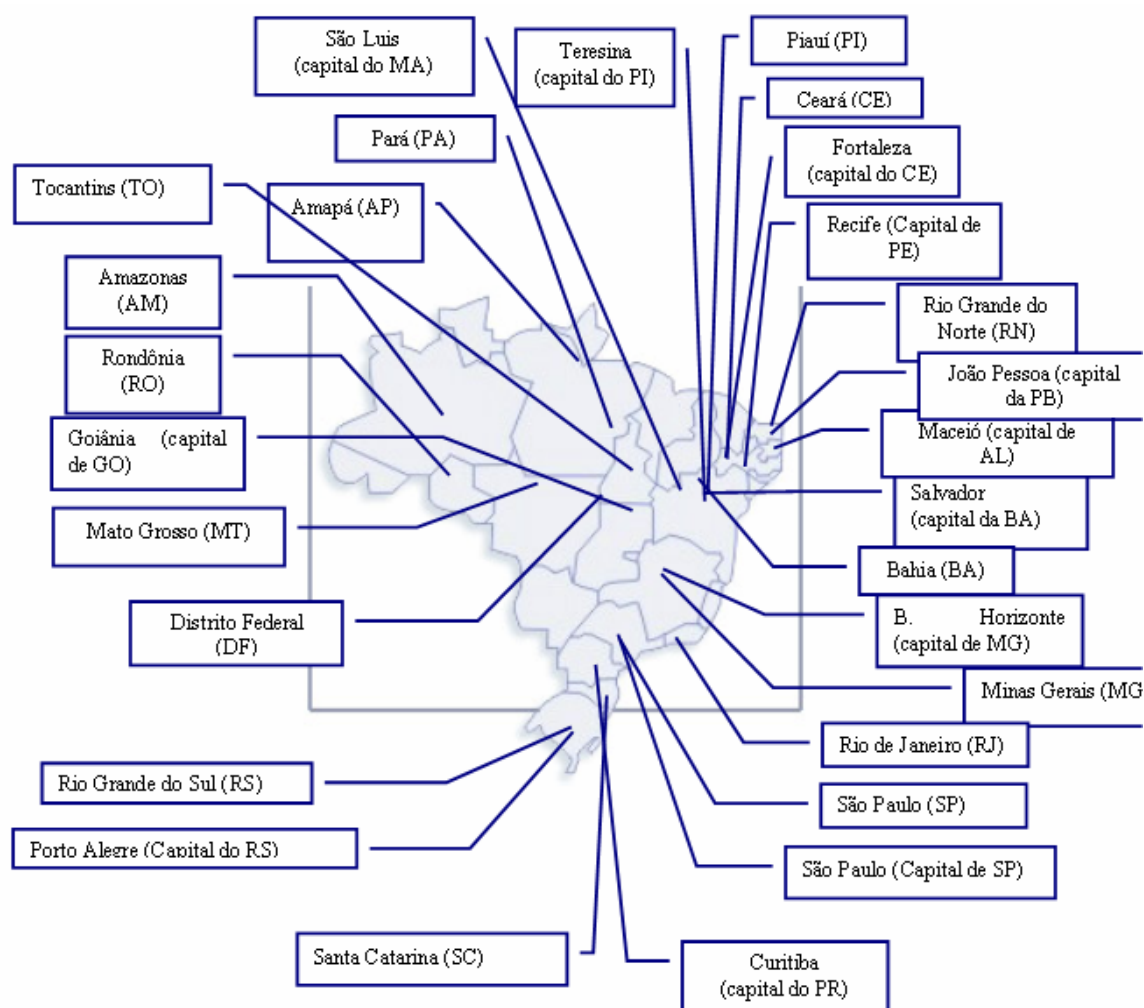 São Luis
(capital do MA)
Teresina
(capital do PI)
Piauí (PI)
Ceará (CE)
Pará (PA)
Fortaleza
(capital do CE)
Tocantins (TO)
Amapá (AP)
Recife (Capital de
PE)
Amazonas
(AM)
Rio Grande do
Norte (RN)
Rondônia
(RO)
João Pessoa (capital
da PB)
Goiânia (capital
de GO)
Maceió (capital de
AL)
Salvador
(capital da BA)
Mato Grosso (MT)
Bahia (BA)
Distrito Federal
(DF)
B. Horizonte
(capital de MG)
Minas Gerais (MG
Rio de Janeiro (RJ)
Rio Grande do Sul (RS)
São Paulo (SP)
Porto Alegre (Capital do RS)
São Paulo (Capital de SP)
Santa Catarina (SC)
Curitiba
(capital do PR)